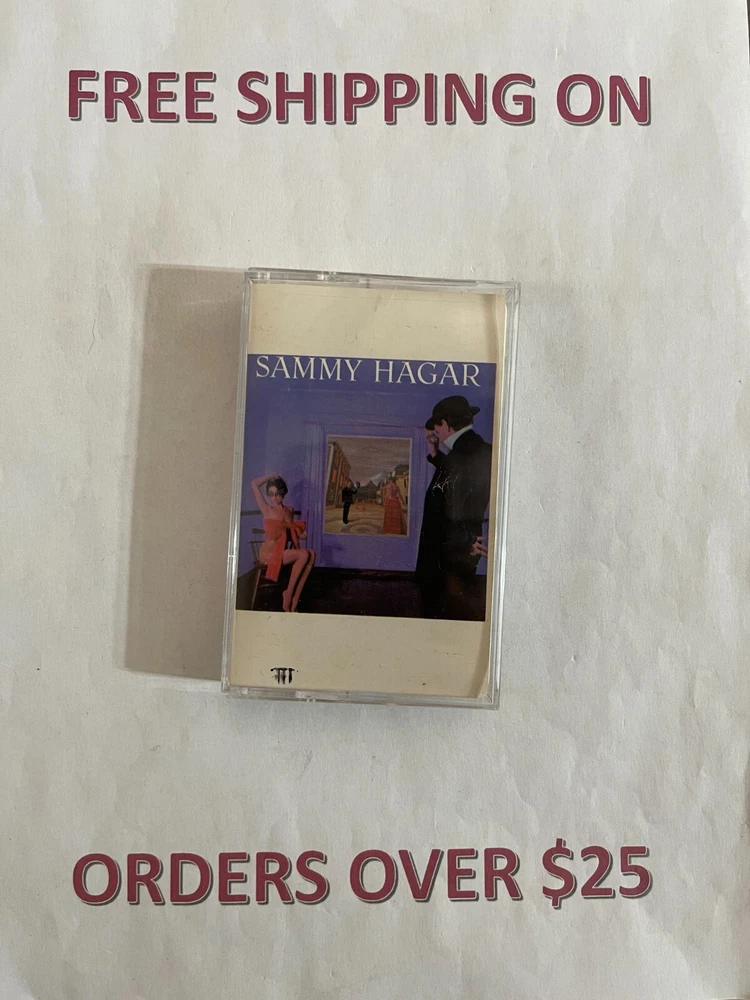 FREE SHIPPING ON
SAMMY HAGAR
ORDERS OVER $25